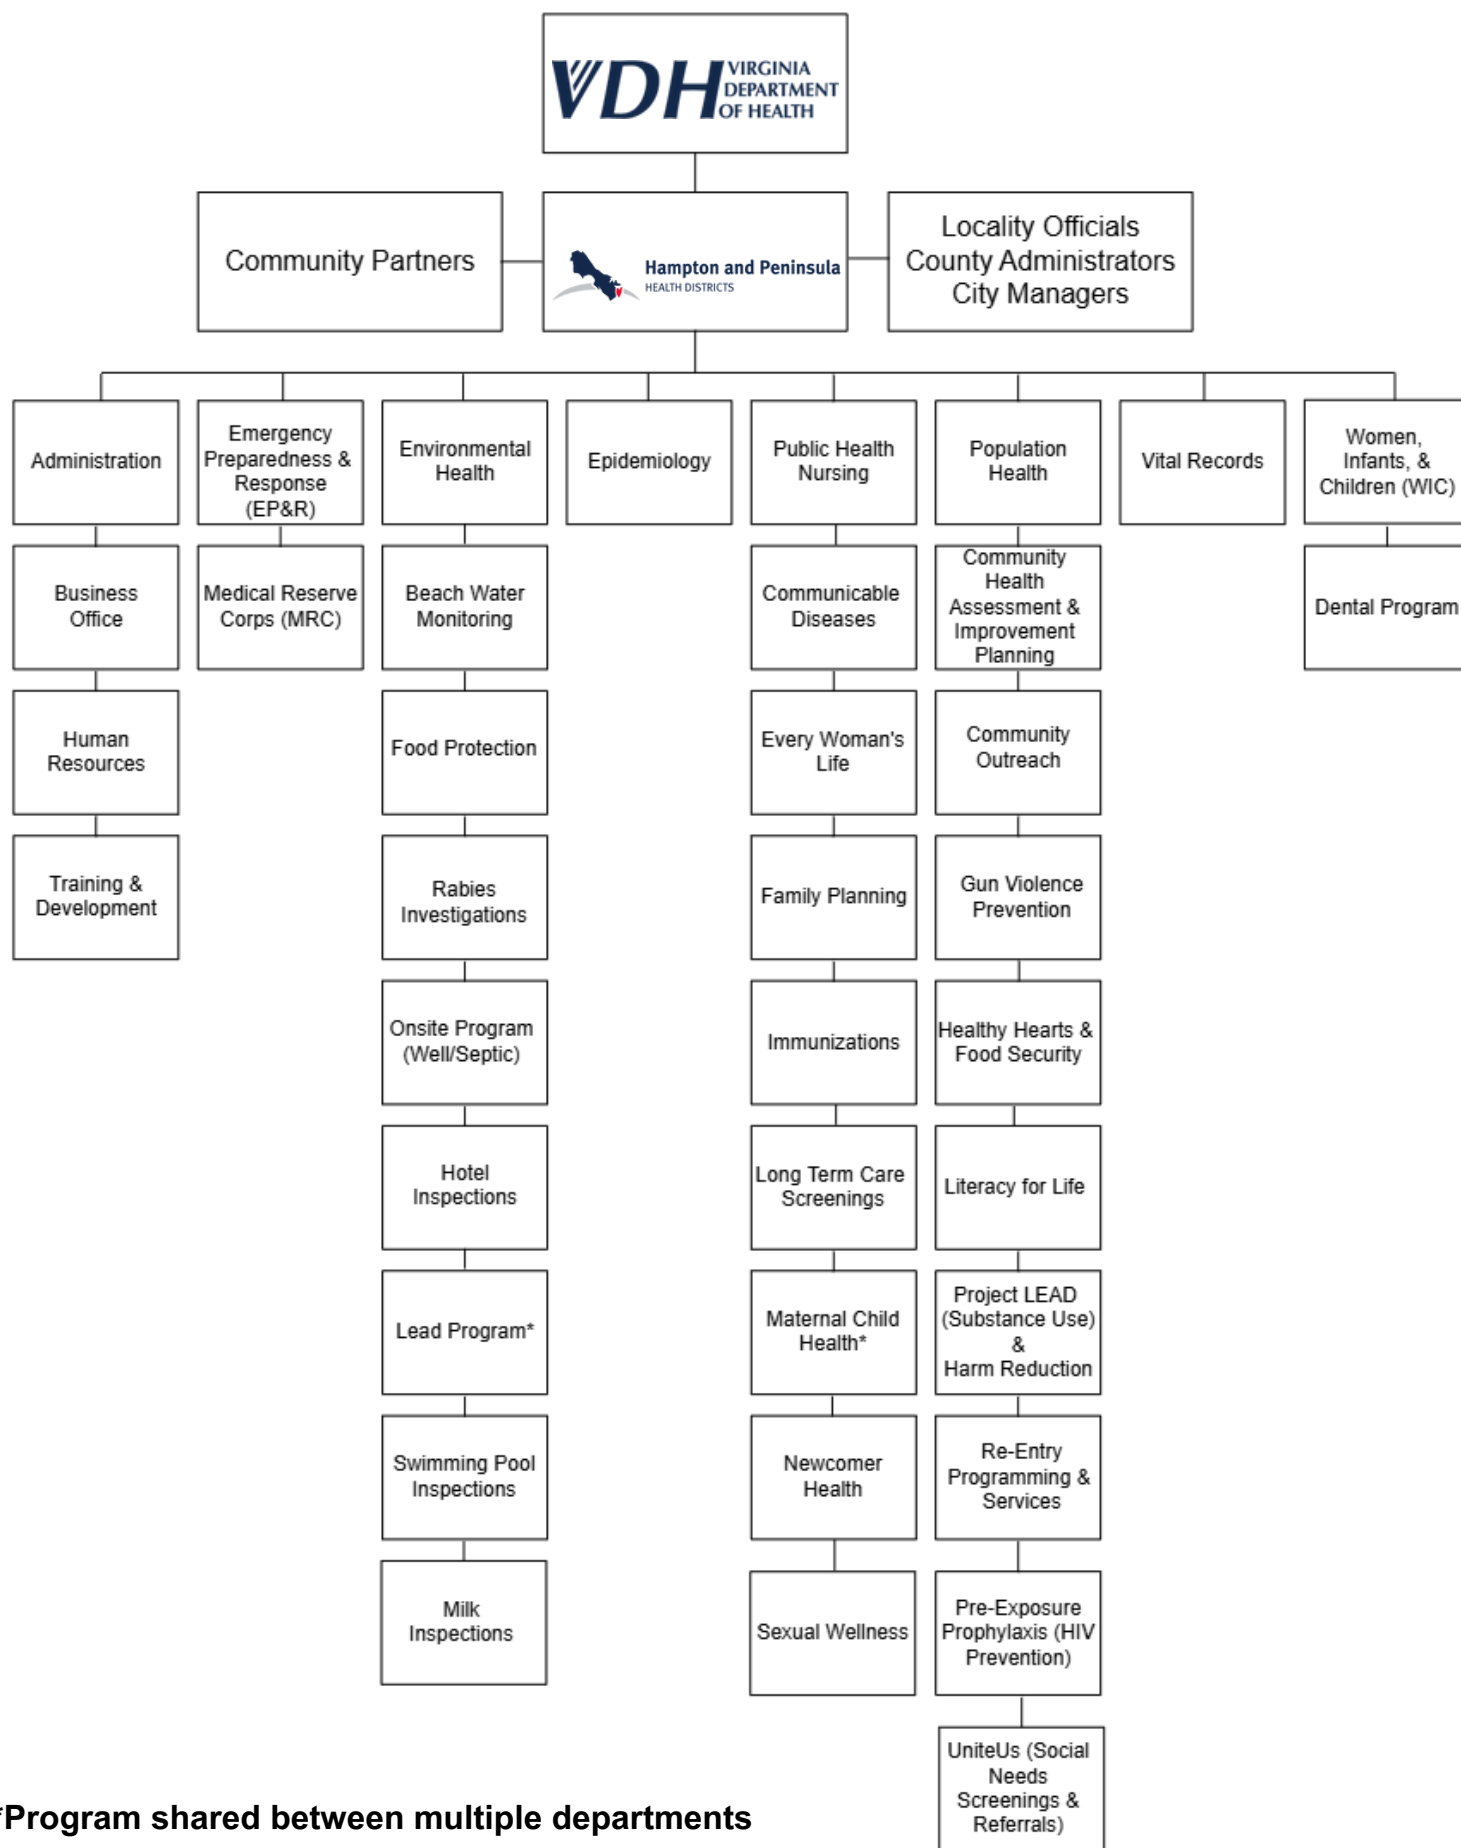 VDH VIRGINIA
DEPARTMENT
OF HEALTH
Community Partners
Hampton and Peninsula
HEALTH DISTRICTS
Locality Officials
County Administrators
City Managers
Administration
Emergency
Preparedness &
Response
(EP&R)
Environmental
Health
Epidemiology
Public Health
Nursing
Population
Health
Vital Records
Women,
Infants, &
Children (WIC)
Business
Office
Medical Reserve
Corps (MRC)
Beach Water
Monitoring
Communicable
Diseases
Community
Health
Assessment &
Improvement
Planning
Dental Program
Human
Resources
Food Protection
Every Woman's
Life
Community
Outreach
Training &
Development
Rabies
Investigations
Family Planning
Gun Violence
Prevention
Onsite Program
(Well/Septic)
Immunizations
Healthy Hearts &
Food Security
Hotel
Inspections
Long Term Care
Screenings
Literacy for Life
Lead Program*
Maternal Child
Health*
Project LEAD
(Substance Use)
&
Harm Reduction
Swimming Pool
Inspections
Newcomer
Health
Re-Entry
Programming &
Services
Milk
Inspections
Sexual Wellness
Pre-Exposure
Prophylaxis (HIV
Prevention)
UniteUs (Social
Needs
Screenings &
Referrals)
*Program shared between multiple departments